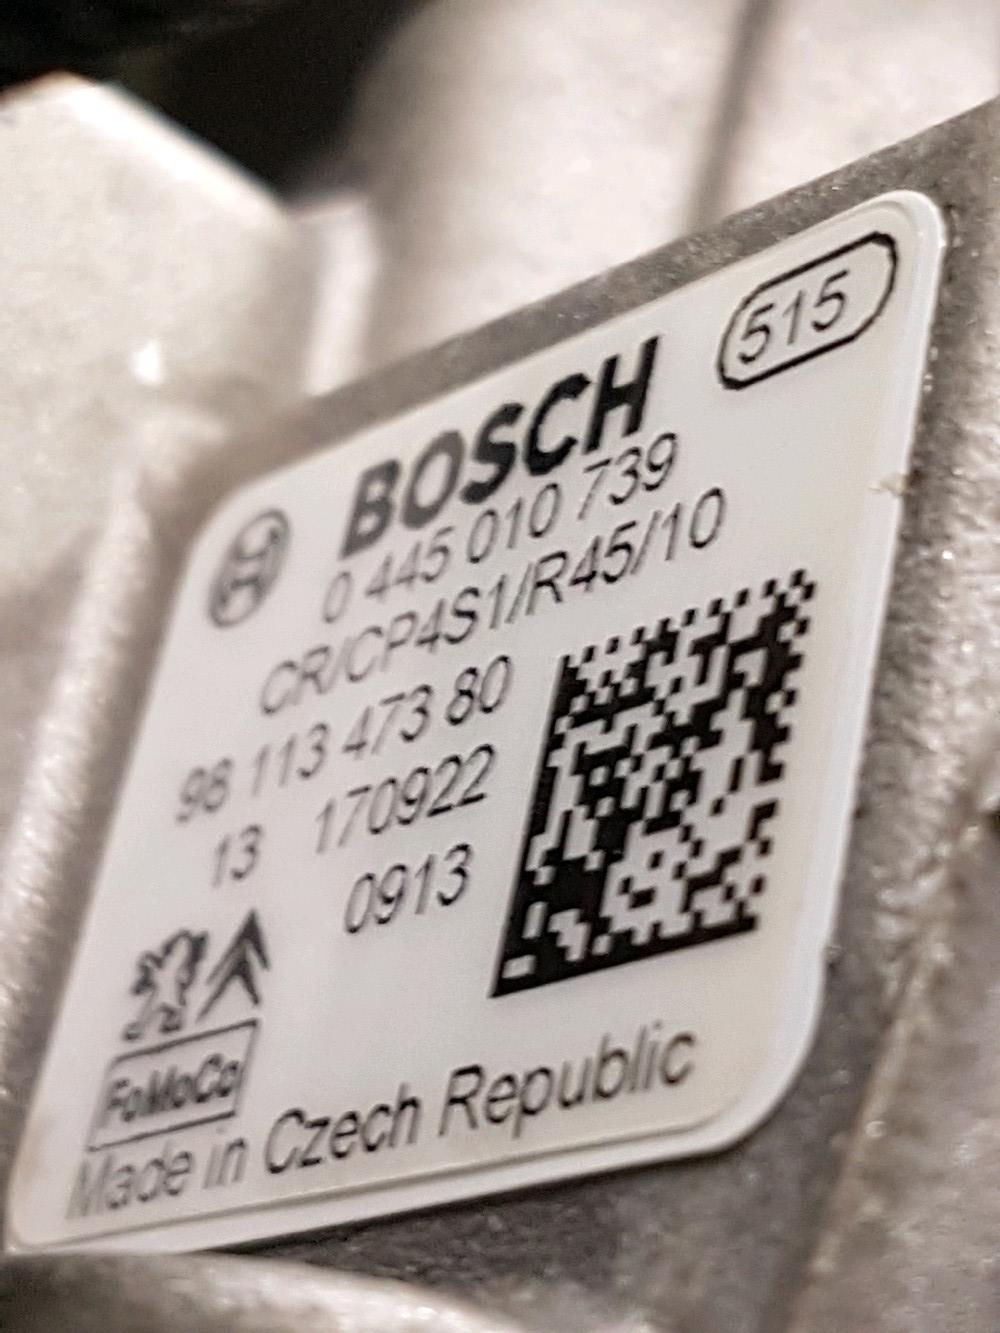 515
BOSCH
0 445 010 739
CR/CP4S1/R45/10
98 113 473 80
13 170922
0913
FoMoCo
Made in Czech Republic